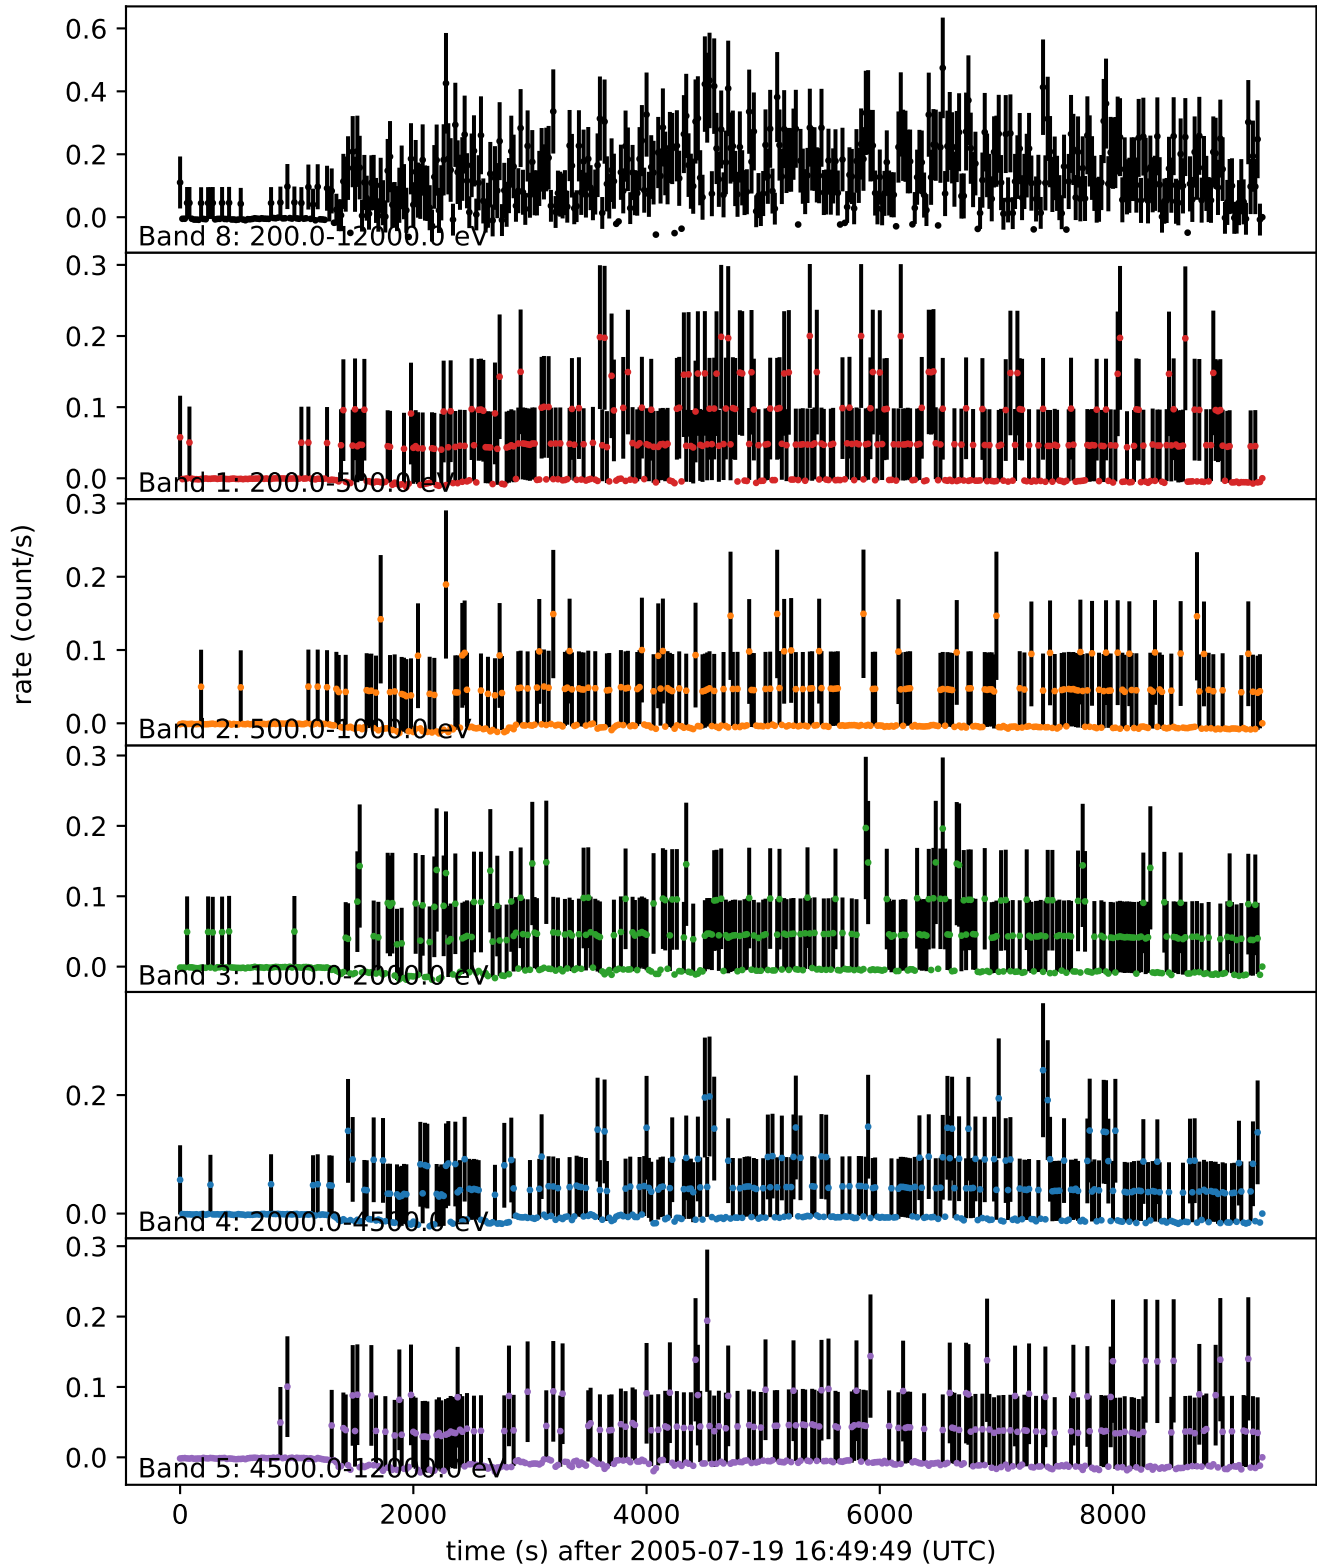 0.6
0.4
0.2
0.0
Band 8: 200.0-12000.0 eV
0.3
0.2
0.1
0.0
Band 1: 200.0-500.0 eV
0.3
0.2
0.1
0.0
Band 2: 500.0-1000.0 eV
rate (count/s)
0.3
0.2
0.1
0.0
Band 3: 1000.0-2000.0 eV
0.2
0.0
Band 4: 2000.0-4500.0 eV
0.3
0.2
0.1
0.0
Band 5: 4500.0-12000.0 eV
0 2000 4000 6000 8000
time (s) after 2005-07-19 16:49:49 (UTC)